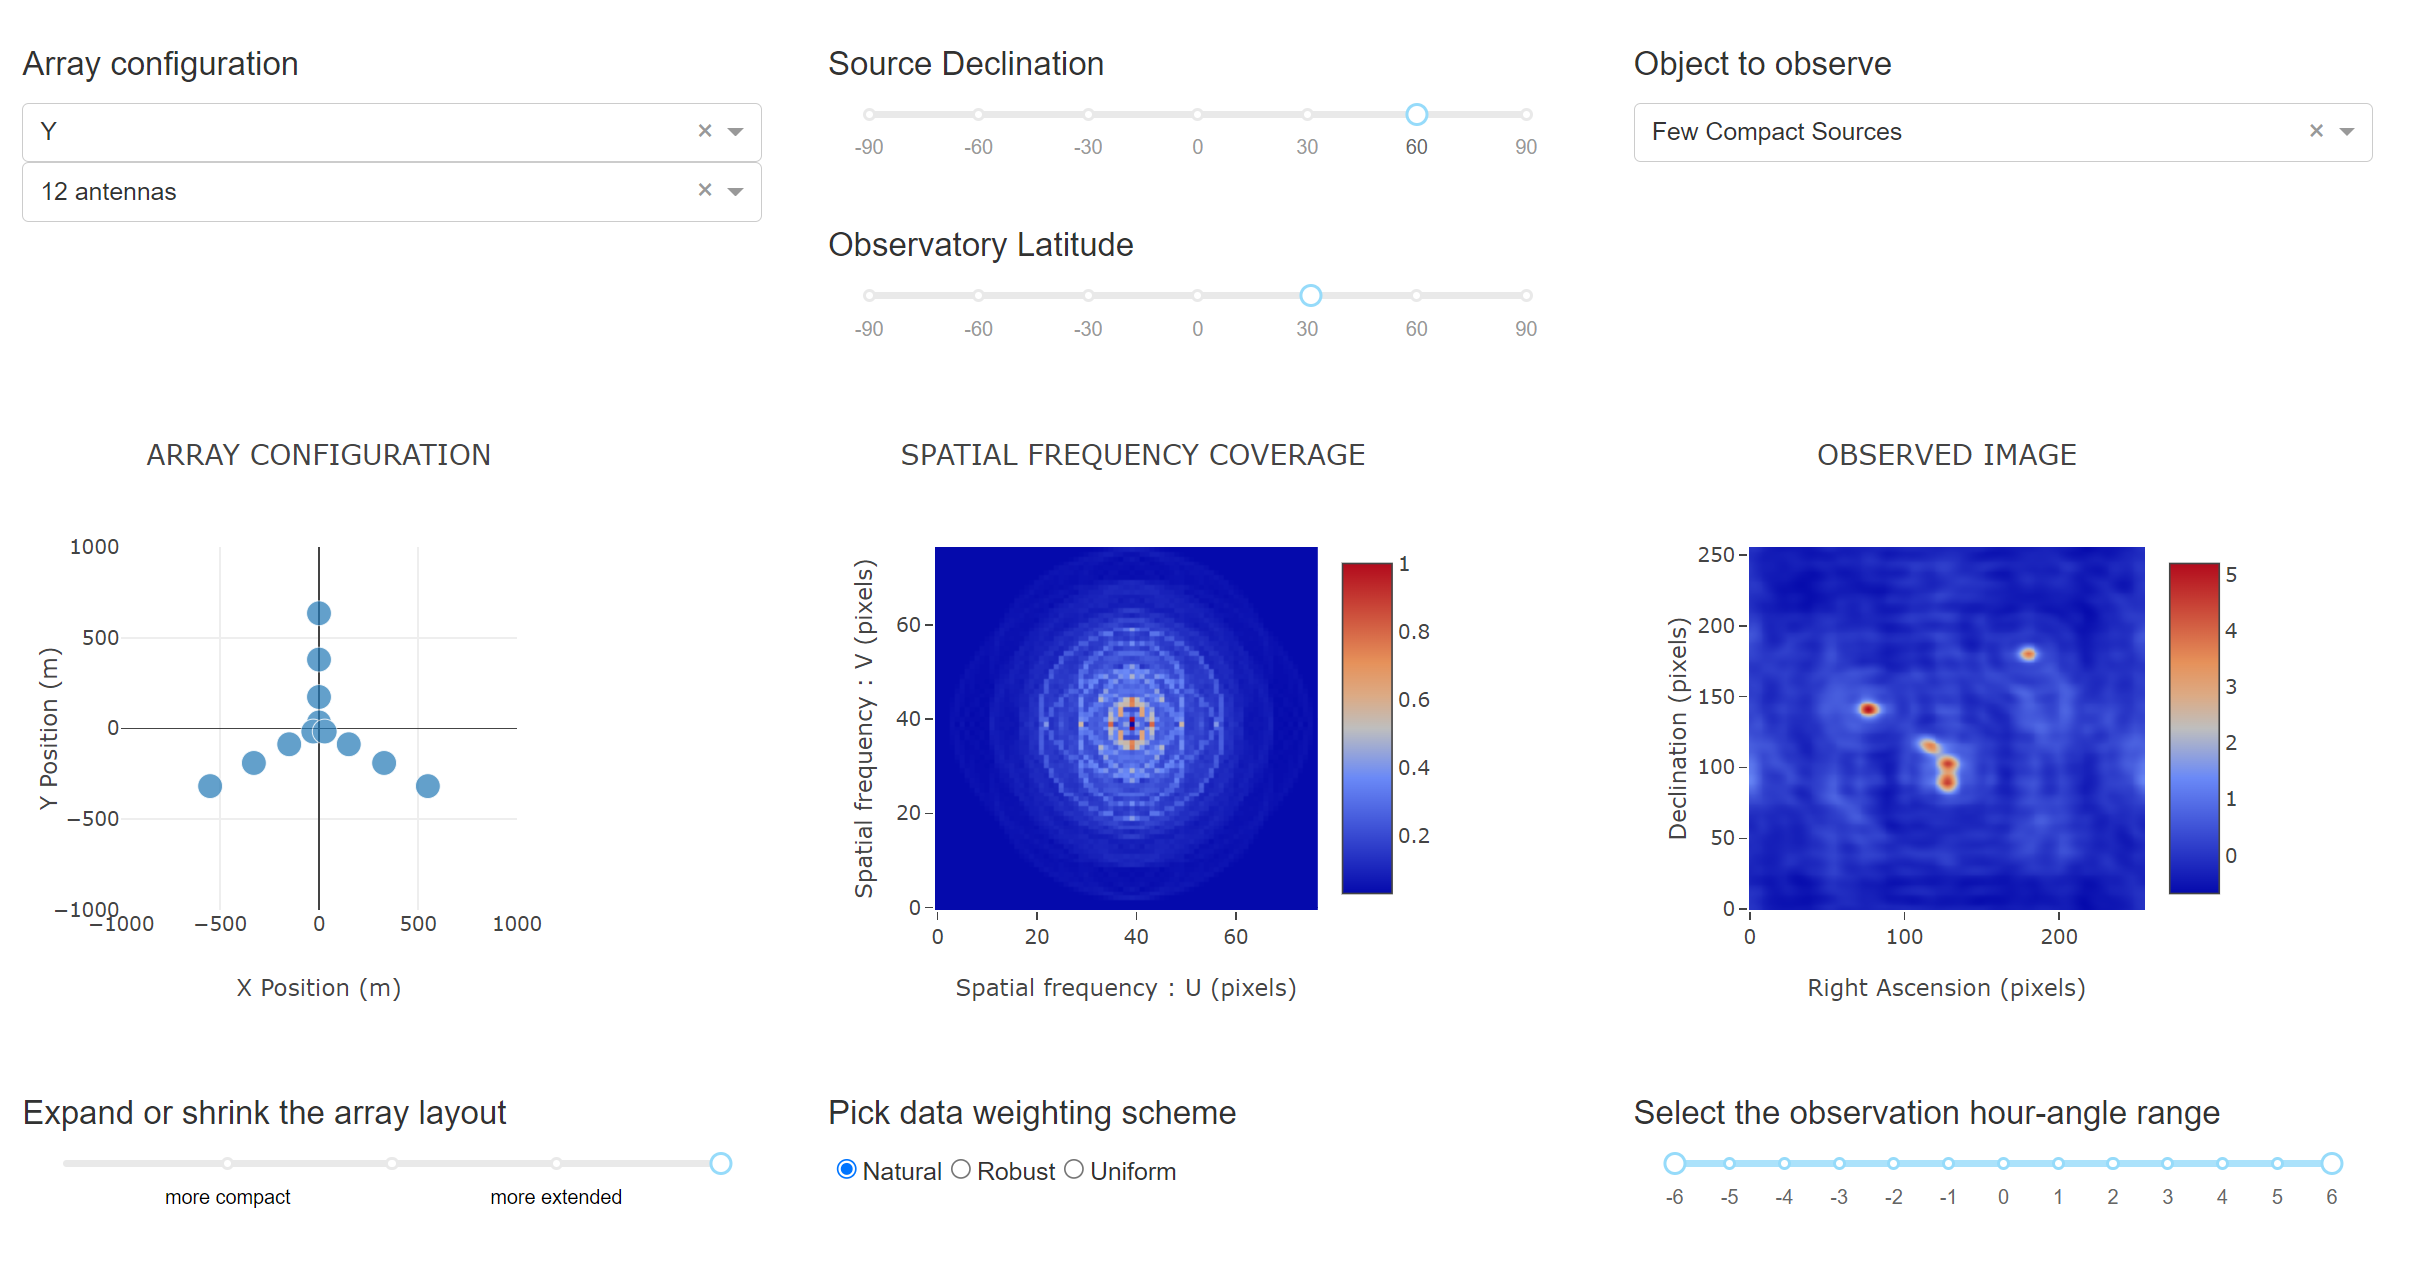 Array configuration
Y
12 antennas
Source Declination
-90 -60 -30 0 30 60 90
Observatory Latitude
-90 -60 -30 0 30 60 90
Object to observe
Few Compact Sources
ARRAY CONFIGURATION
1000
500
0
−500
−1000
−1000 −500 0 500 1000
Y Position (m)
X Position (m)
SPATIAL FREQUENCY COVERAGE
60
40
20
0
0 20 40 60
Spatial frequency : V (pixels)
Spatial frequency : U (pixels)
1
0.8
0.6
0.4
0.2
OBSERVED IMAGE
250
200
150
100
50
0
0 100 200
Declination (pixels)
Right Ascension (pixels)
5
4
3
2
1
0
Expand or shrink the array layout
more compact more extended
Pick data weighting scheme
Natural Robust Uniform
Select the observation hour-angle range
-6 -5 -4 -3 -2 -1 0 1 2 3 4 5 6